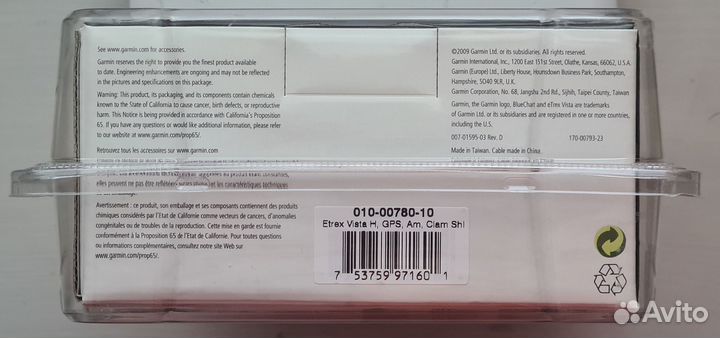 See www.garmin.com for accessories.
Garmin reserves the right to provide you the finest product available
to date. Engineering enhancements are ongoing and may not be reflected
in the pictures and specifications on this package.
Warning: This product, its packaging, and its components contain chemicals
known to the State of California to cause cancer, birth defects, or reproductive
harm. This Notice is being provided in accordance with California's Proposition
65. If you have any questions or would like additional information, please refer
to our website at www.garmin.com/prop65/.
Retrouvez tous les accessoires sur www.garmin.com
elles peuvent ne pas être et les caractéristiques techniques
Avertissement : ce produit, son emballage et ses composants contiennent des produits
chimiques considérés par l'Etat de Californie comme vecteurs de cancers, d'anomalies
congénitales ou de troubles de la reproduction. Cette mise en garde est fournie
conformément à la Proposition 65 de l'Etat de Californie. Pour toutes questions
ou informations complémentaires, consultez notre site Web sur
www.garmin.com/prop65/.
©2009 Garmin Ltd. or its subsidiaries. All rights reserved.
Garmin International, Inc., 1200 East 151st Street, Olathe, Kansas, 66062, U.S.A.
Garmin (Europe) Ltd., Liberty House, Hounsdown Business Park, Southampton,
Hampshire, SO40 9LR, U.K.
Garmin Corporation, No. 68, Jangshu 2nd Rd., Sijhih, Taipei County, Taiwan
Garmin, the Garmin logo, BlueChart and eTrex Vista are trademarks
of Garmin Ltd. or its subsidiaries and are registered in one or more countries,
including the U.S.
007-01595-03 Rev. D 170-00793-23
Made in Taiwan. Cable made in China.
010-00780-10
Etrex Vista H, GPS, Am, Clam Shl
7 53759 97160 1
Avito